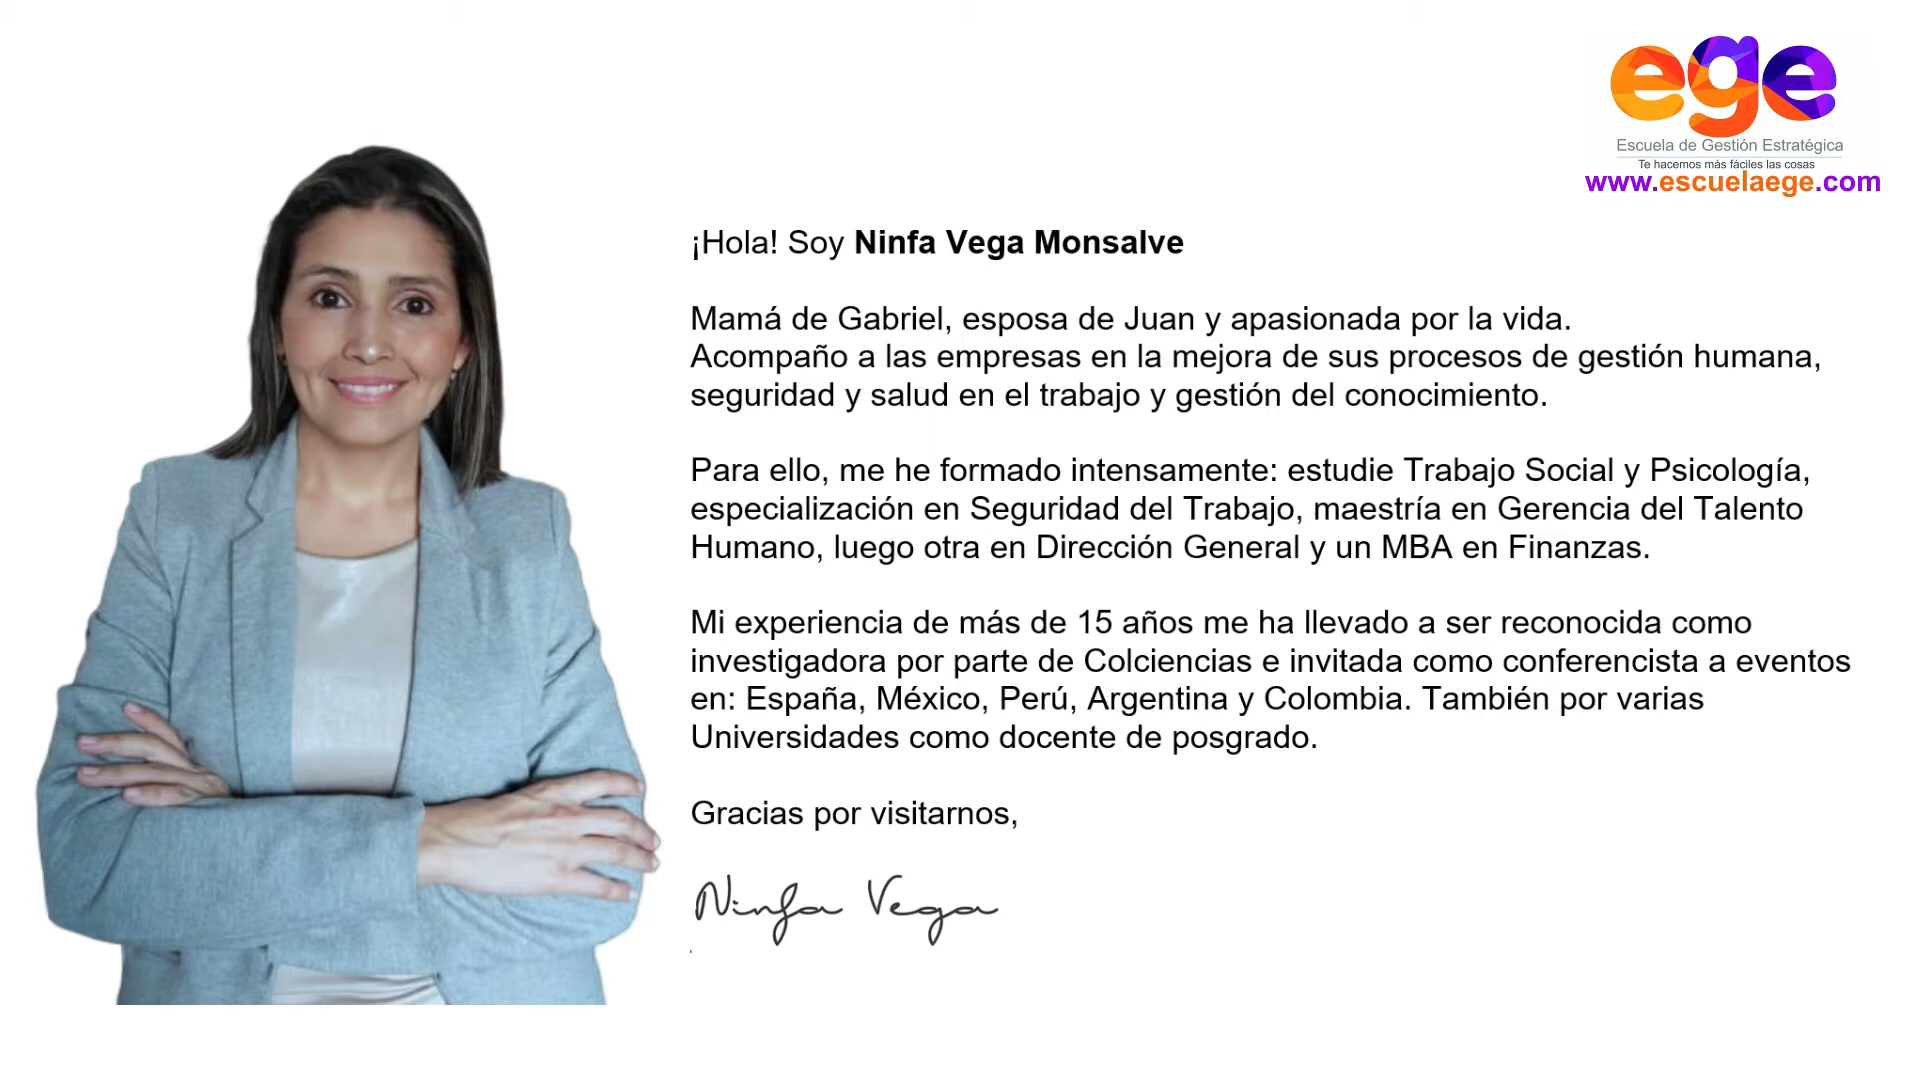 ege
Escuela de Gestión Estratégica
Te hacemos más fáciles las cosas
www.escuelaege.com
¡Hola! Soy Ninfa Vega Monsalve
Mamá de Gabriel, esposa de Juan y apasionada por la vida.
Acompaño a las empresas en la mejora de sus procesos de gestión humana,
seguridad y salud en el trabajo y gestión del conocimiento.
Para ello, me he formado intensamente: estudie Trabajo Social y Psicología,
especialización en Seguridad del Trabajo, maestría en Gerencia del Talento
Humano, luego otra en Dirección General y un MBA en Finanzas.
Mi experiencia de más de 15 años me ha llevado a ser reconocida como
investigadora por parte de Colciencias e invitada como conferencista a eventos
en: España, México, Perú, Argentina y Colombia. También por varias
Universidades como docente de posgrado.
Gracias por visitarnos,
Ninfa Vega